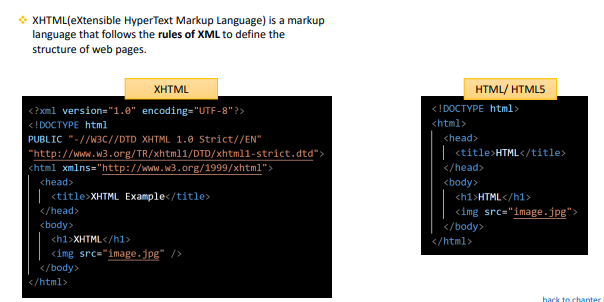 ❖ XHTML(eXtensible HyperText Markup Language) is a markup
language that follows the rules of XML to define the
structure of web pages.
XHTML
<?xml version="1.0" encoding="UTF-8"?>
<!DOCTYPE html
PUBLIC "-//W3C//DTD XHTML 1.0 Strict//EN"
"http://www.w3.org/TR/xhtml1/DTD/xhtml1-strict.dtd">
<html xmlns="http://www.w3.org/1999/xhtml">
<head>
<title>XHTML Example</title>
</head>
<body>
<h1>XHTML</h1>
<img src="image.jpg" />
</body>
</html>
HTML/ HTML5
<!DOCTYPE html>
<html>
<head>
<title>HTML</title>
</head>
<body>
<h1>HTML</h1>
<img src="image.jpg">
</body>
</html>
back to chapter